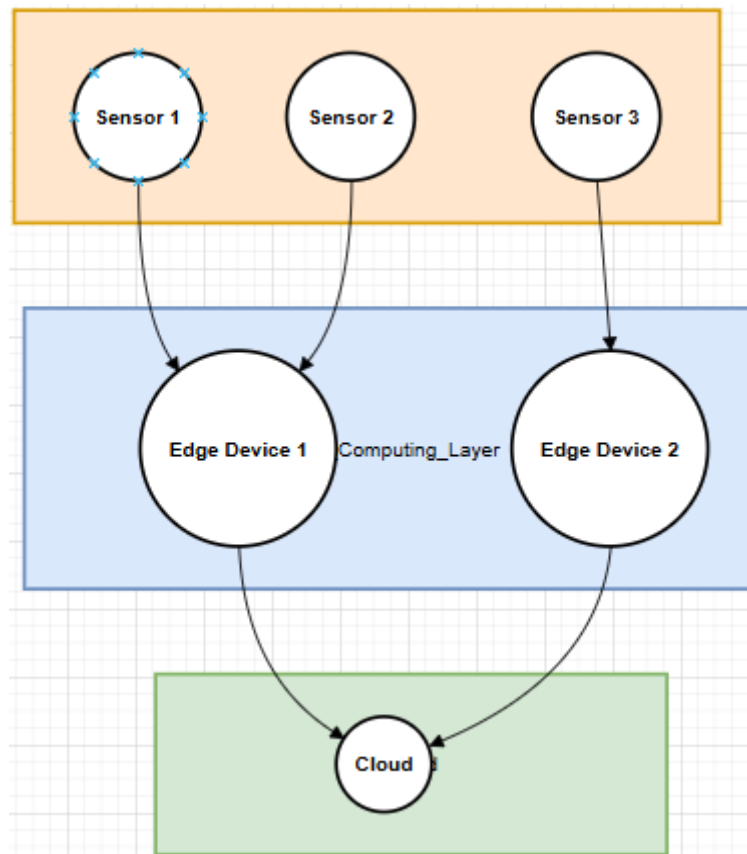 Sensor 1
Sensor 2
Sensor 3
Edge Device 1
Computing_Layer
Edge Device 2
Cloud